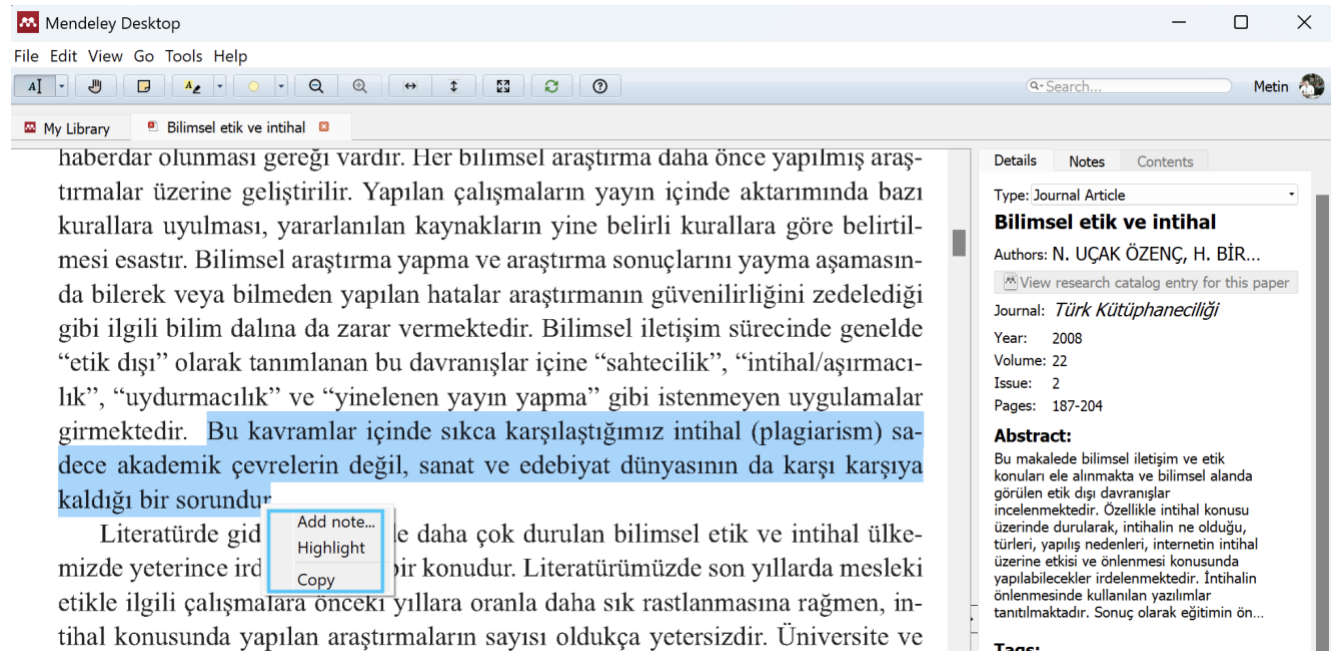 Mendeley Desktop
File Edit View Go Tools Help
Search...
Metin
My Library
Bilimsel etik ve intihal
haberdar olunması gereği vardır. Her bilimsel araştırma daha önce yapılmış araş-
tırmalar üzerine geliştirilir. Yapılan çalışmaların yayın içinde aktarımında bazı
kurallara uyulması, yararlanılan kaynakların yine belirli kurallara göre belirtil-
mesi esastır. Bilimsel araştırma yapma ve araştırma sonuçlarını yayma aşamasın-
da bilerek veya bilmeden yapılan hatalar araştırmanın güvenilirliğini zedelediği
gibi ilgili bilim dalına da zarar vermektedir. Bilimsel iletişim sürecinde genelde
“etik dışı” olarak tanımlanan bu davranışlar içine “sahtecilik”, “intihal/aşırmacı-
lık”, “uydurmacılık” ve “yinelenen yayın yapma” gibi istenmeyen uygulamalar
girmektedir. Bu kavramlar içinde sıkca karşılaştığımız intihal (plagiarism) sa-
dece akademik çevrelerin değil, sanat ve edebiyat dünyasının da karşı karşıya
kaldığı bir sorundur
Literatürde gid
daha çok durulan bilimsel etik ve intihal ülke-
mizde yeterince ird
bir konudur. Literatürümüzde son yıllarda mesleki
etikle ilgili çalışmalara önceki yıllara oranla daha sık rastlanmasına rağmen, in-
tihal konusunda yapılan araştırmaların sayısı oldukça yetersizdir. Üniversite ve
Add note...
Highlight
Copy
Details Notes Contents
Type: Journal Article
Bilimsel etik ve intihal
Authors: N. UÇAK ÖZENÇ, H. BİR...
View research catalog entry for this paper
Journal: Türk Kütüphaneciliği
Year: 2008
Volume: 22
Issue: 2
Pages: 187-204
Abstract:
Bu makalede bilimsel iletişim ve etik
konuları ele alınmakta ve bilimsel alanda
görülen etik dışı davranışlar
incelenmektedir. Özellikle intihal konusu
üzerinde durularak, intihalin ne olduğu,
türleri, yapılış nedenleri, internetin intihal
üzerine etkisi ve önlenmesi konusunda
yapılabilecekler irdelenmektedir. İntihalin
önlenmesinde kullanılan yazılımlar
tanıtılmaktadır. Sonuç olarak eğitimin ön...
Tags: